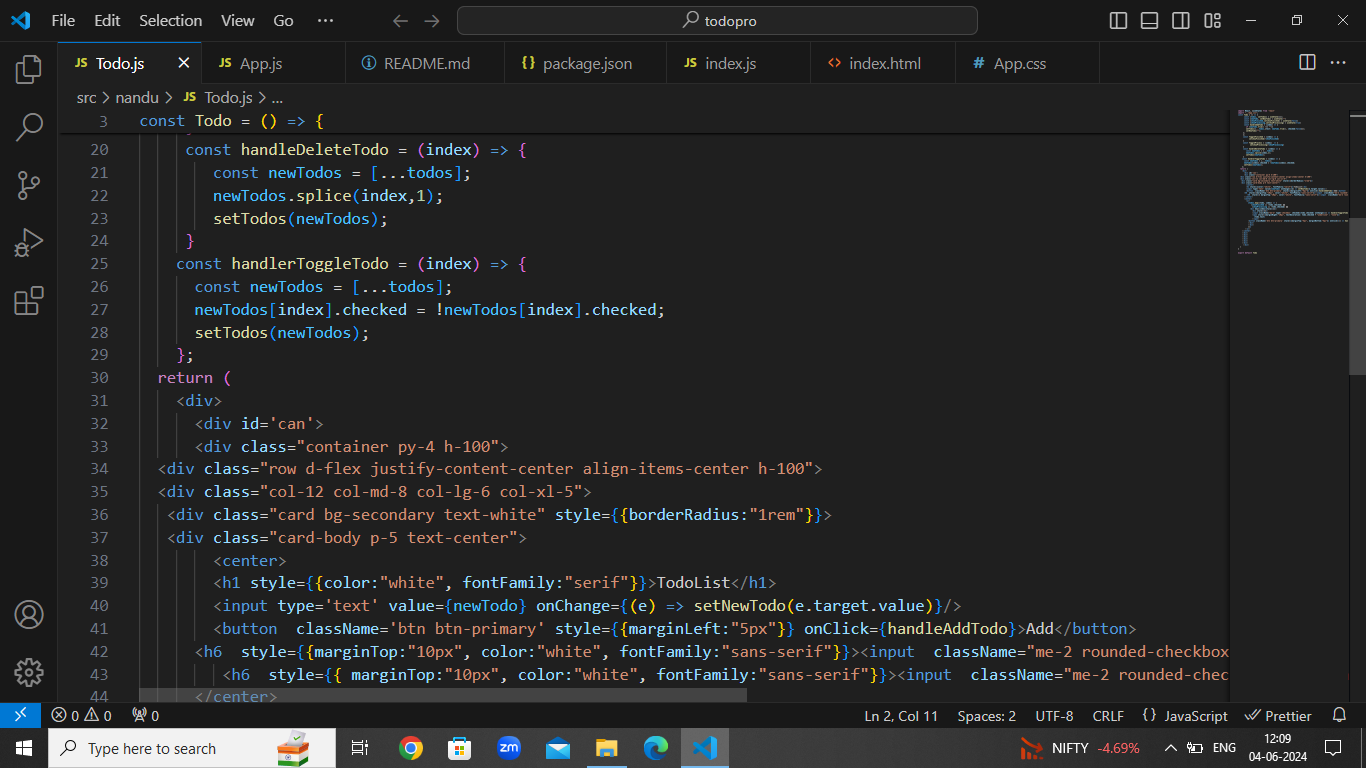 File Edit Selection View Go ··· todopro
JS Todo.js JS App.js README.md {} package.json JS index.js <> index.html # App.css ···
src > nandu > JS Todo.js > ...
3 const Todo = () => {
20 const handleDeleteTodo = (index) => {
21 const newTodos = [...todos];
22 newTodos.splice(index,1);
23 setTodos(newTodos);
24 }
25 const handlerToggleTodo = (index) => {
26 const newTodos = [...todos];
27 newTodos[index].checked = !newTodos[index].checked;
28 setTodos(newTodos);
29 };
30 return (
31 <div>
32 <div id='can'>
33 <div class="container py-4 h-100">
34 <div class="row d-flex justify-content-center align-items-center h-100">
35 <div class="col-12 col-md-8 col-lg-6 col-xl-5">
36 <div class="card bg-secondary text-white" style={{borderRadius:"1rem"}}>
37 <div class="card-body p-5 text-center">
38 <center>
39 <h1 style={{color:"white", fontFamily:"serif"}}>TodoList</h1>
40 <input type='text' value={newTodo} onChange={(e) => setNewTodo(e.target.value)}/>
41 <button className='btn btn-primary' style={{marginLeft:"5px"}} onClick={handleAddTodo}>Add</button>
42 <h6 style={{marginTop:"10px", color:"white", fontFamily:"sans-serif"}}><input className="me-2 rounded-checkbox
43 <h6 style={{ marginTop:"10px", color:"white", fontFamily:"sans-serif"}}><input className="me-2 rounded-chec
44 </center>
0 0 0 Ln 2, Col 11 Spaces: 2 UTF-8 CRLF {} JavaScript Prettier
Type here to search zm NIFTY -4.69% ENG 12:09
04-06-2024